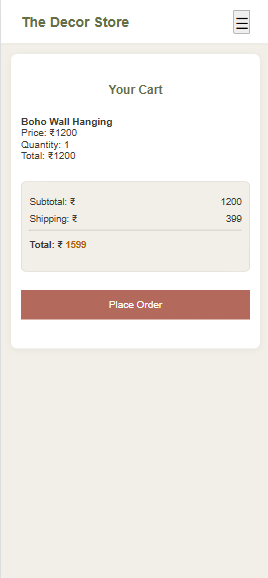 The Decor Store
☰
Your Cart
Boho Wall Hanging
Price: ₹1200
Quantity: 1
Total: ₹1200
Subtotal: ₹ 1200
Shipping: ₹ 399
Total: ₹ 1599
Place Order